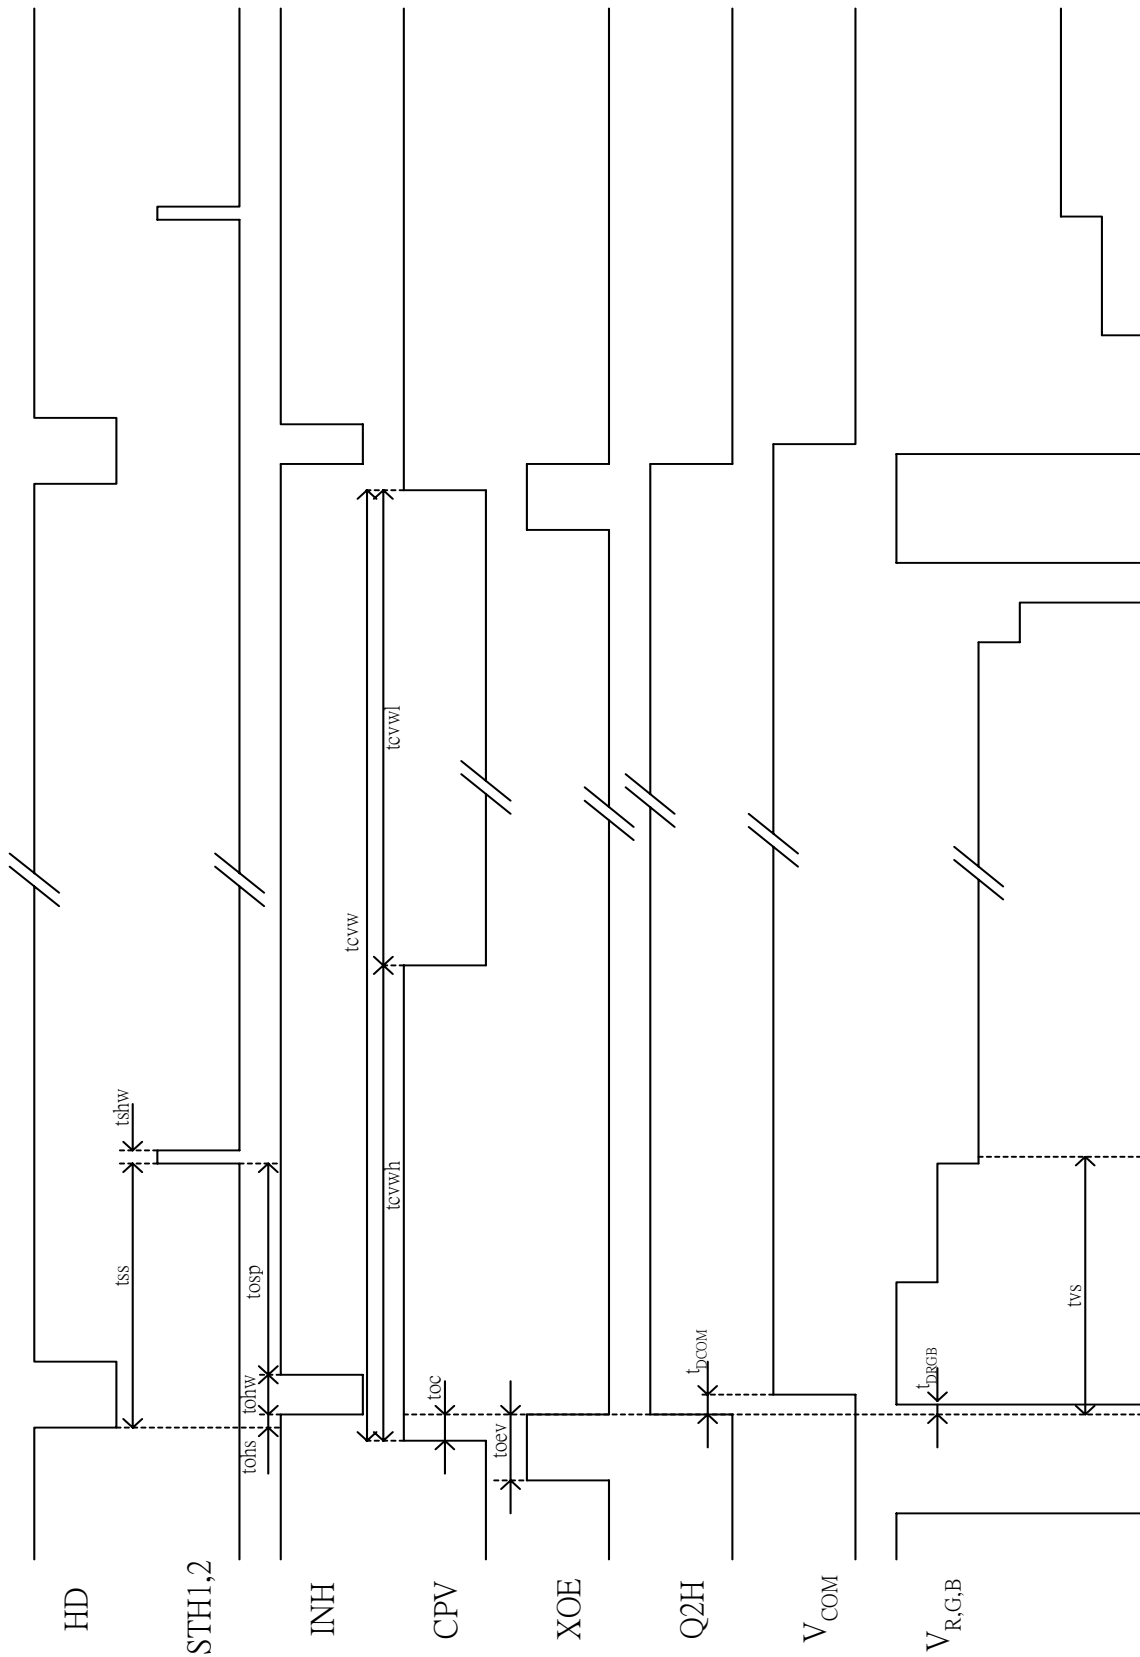 HD
tss
tshw
STH1,2
tohs
tohw
tosp
INH
tcvw
tcvwh
tcvwl
CPV
toc
toev
XOE
Q2H
tDCOM
VCOM
tDRGB
VR,G,B
tvs